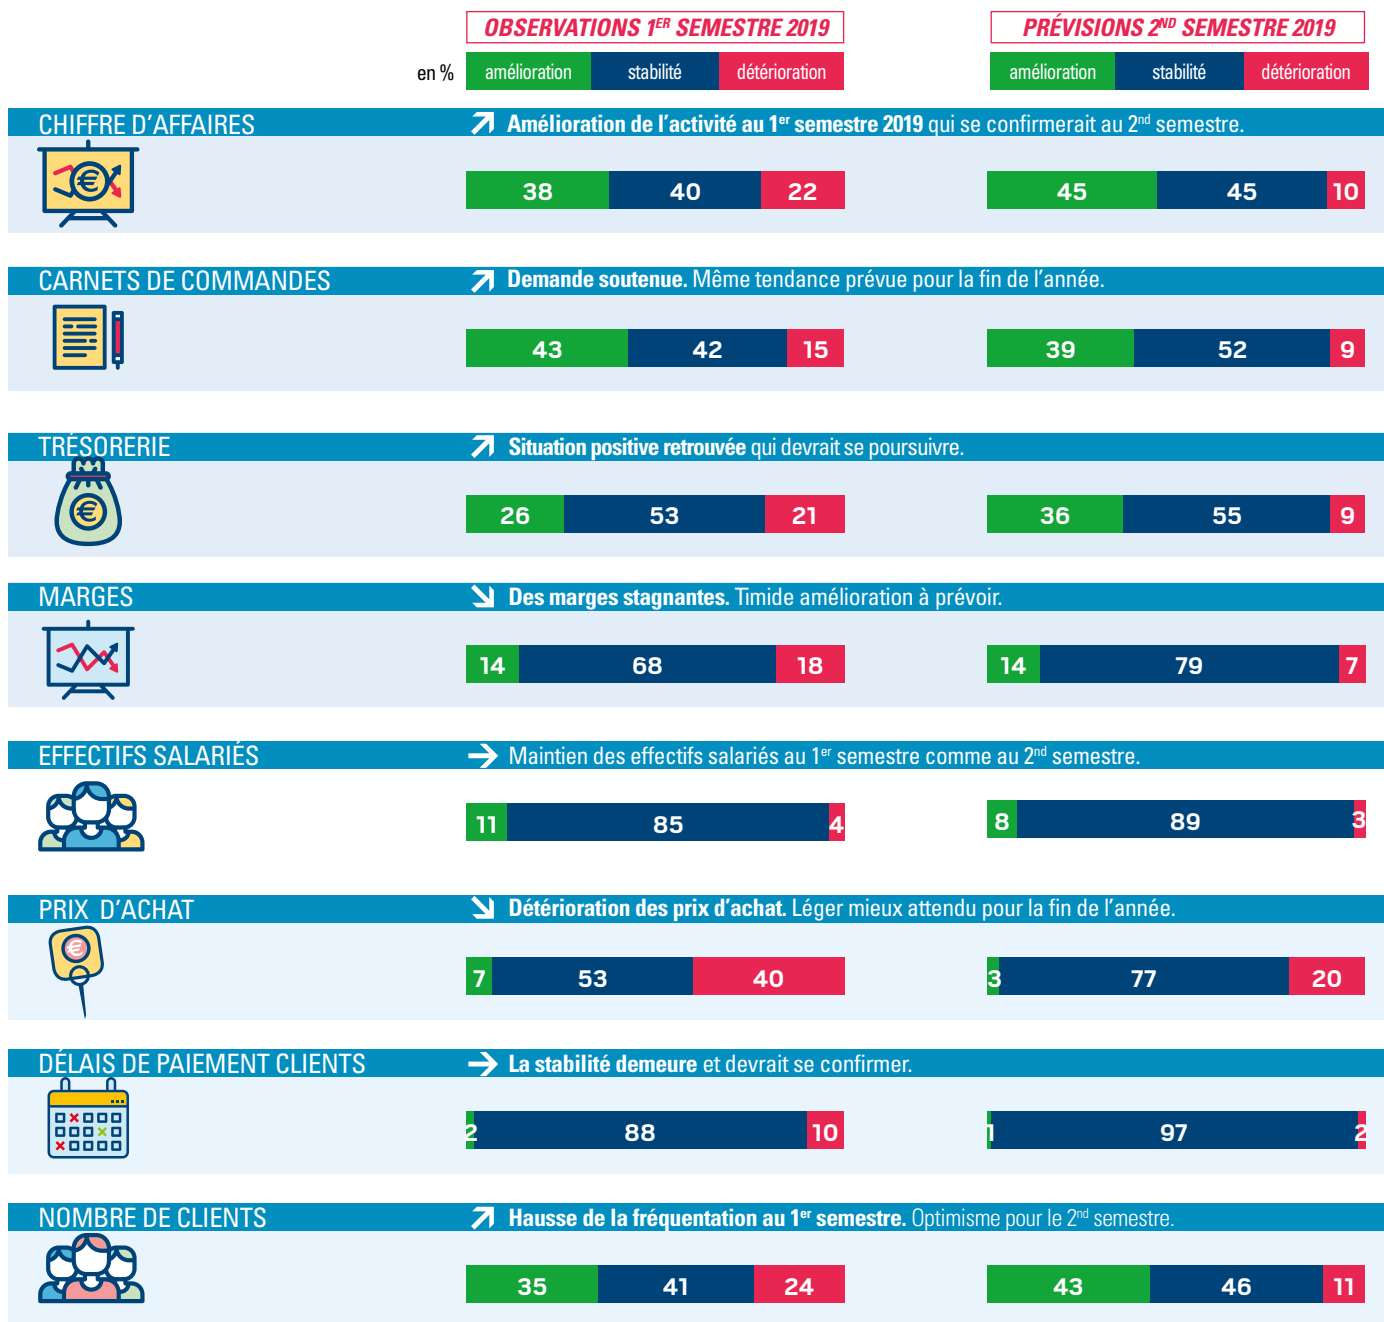 OBSERVATIONS 1ER SEMESTRE 2019
PRÉVISIONS 2ND SEMESTRE 2019
en % amélioration stabilité détérioration
amélioration stabilité détérioration
CHIFFRE D'AFFAIRES
Amélioration de l'activité au 1er semestre 2019 qui se confirmerait au 2nd semestre.
38 40 22
45 45 10
CARNETS DE COMMANDES
Demande soutenue. Même tendance prévue pour la fin de l'année.
43 42 15
39 52 9
TRÉSORERIE
Situation positive retrouvée qui devrait se poursuivre.
26 53 21
36 55 9
MARGES
Des marges stagnantes. Timide amélioration à prévoir.
14 68 18
14 79 7
EFFECTIFS SALARIÉS
Maintien des effectifs salariés au 1er semestre comme au 2nd semestre.
11 85 4
8 89 3
PRIX D'ACHAT
Détérioration des prix d'achat. Léger mieux attendu pour la fin de l'année.
7 53 40
3 77 20
DÉLAIS DE PAIEMENT CLIENTS
La stabilité demeure et devrait se confirmer.
2 88 10
1 97 2
NOMBRE DE CLIENTS
Hausse de la fréquentation au 1er semestre. Optimisme pour le 2nd semestre.
35 41 24
43 46 11